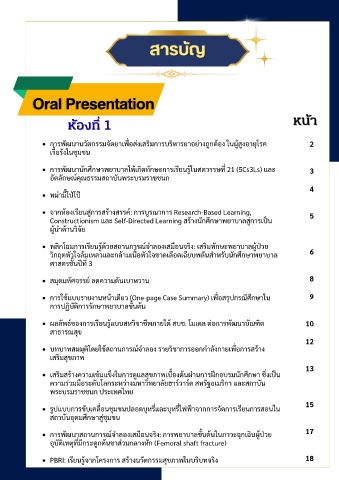 สารบัญ
Oral Presentation
ห้องที่ 1 หน้า
• การพัฒนานวัตกรรมจัดยาเพื่อส่งเสริมการบริหารยาอย่างถูกต้อง ในผู้สูงอายุโรค 2
เรื้อรังในชุมชน
• การพัฒนานักศึกษาพยาบาลให้เกิดทักษะการเรียนรู้ในศตวรรษที่ 21 (5Cs3Ls) และ 3
อัตลักษณ์คุณธรรมสถาบันพระบรมราชชนก
• หม่ามี้โป๊โป๊ 4
• จากห้องเรียนสู่การสร้างสรรค์: การบูรณาการ Research-Based Learning, 5
Constructionism และ Self-Directed Learning สร้างนักศึกษาพยาบาลสู่การเป็น
ผู้นำด้านวิจัย
• พลิกโฉมการเรียนรู้ด้วยสถานการณ์จำลองเสมือนจริง: เสริมทักษะพยาบาลผู้ป่วย 6
วิกฤตหัวใจล้มเหลวและกล้ามเนื้อหัวใจขาดเลือดเฉียบพลันสำหรับนักศึกษาพยาบาล
ศาสตรชั้นปีที่ 3
• สมุดมหัศจรรย์ ลดความดันเบาหวาน 8
• การใช้แบบรายงานหน้าเดียว (One-page Case Summary) เพื่อสรุปกรณีศึกษาใน 9
การปฏิบัติการรักษาพยาบาลขั้นต้น
• ผลลัพธ์ของการเรียนรู้แบบสหวิชาชีพภายใต้ สบช. โมเดล ต่อการพัฒนาบัณฑิต 10
สาธารณสุข
• บทบาทสมมุติโดยใช้สถานการณ์จำลอง รายวิชาการออกกำลังกายเพื่อการสร้าง 12
เสริมสุขภาพ
• เสริมสร้างความเข้มแข็งในการดูแลสุขภาพเบื้องต้นผ่านการฝึกอบรมนักศึกษา ซึ่งเป็น 13
ความร่วมมือระดับโลกระหว่างมหาวิทยาลัยฮาร์วาร์ด สหรัฐอเมริกา และสถาบัน
พระบรมราชชนก ประเทศไทย
• รูปแบบการขับเคลื่อนชุมชนปลอดบุหรี่และบุหรี่ไฟฟ้าจากการจัดการเรียนการสอนใน 15
สถาบันอุดมศึกษาสู่ชุมชน
• การพัฒนาสถานการณ์จำลองเสมือนจริง: การพยาบาลขั้นต้นในภาวะฉุกเฉินผู้ป่วย 17
อุบัติเหตุที่มีกระดูกต้นขาส่วนกลางหัก (Femoral shaft fracture)
• PBRI: เรียนรู้จากโครงการ สร้างนวัตกรรมสุขภาพในบริบทจริง 18